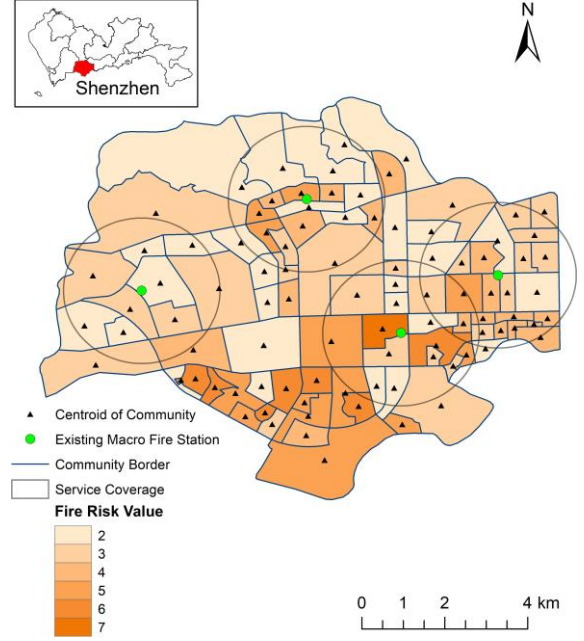 N
Shenzhen
Centroid of Community
Existing Macro Fire Station
Community Border
Service Coverage
Fire Risk Value
2
3
4
5
6
7
0 1 2 4 km